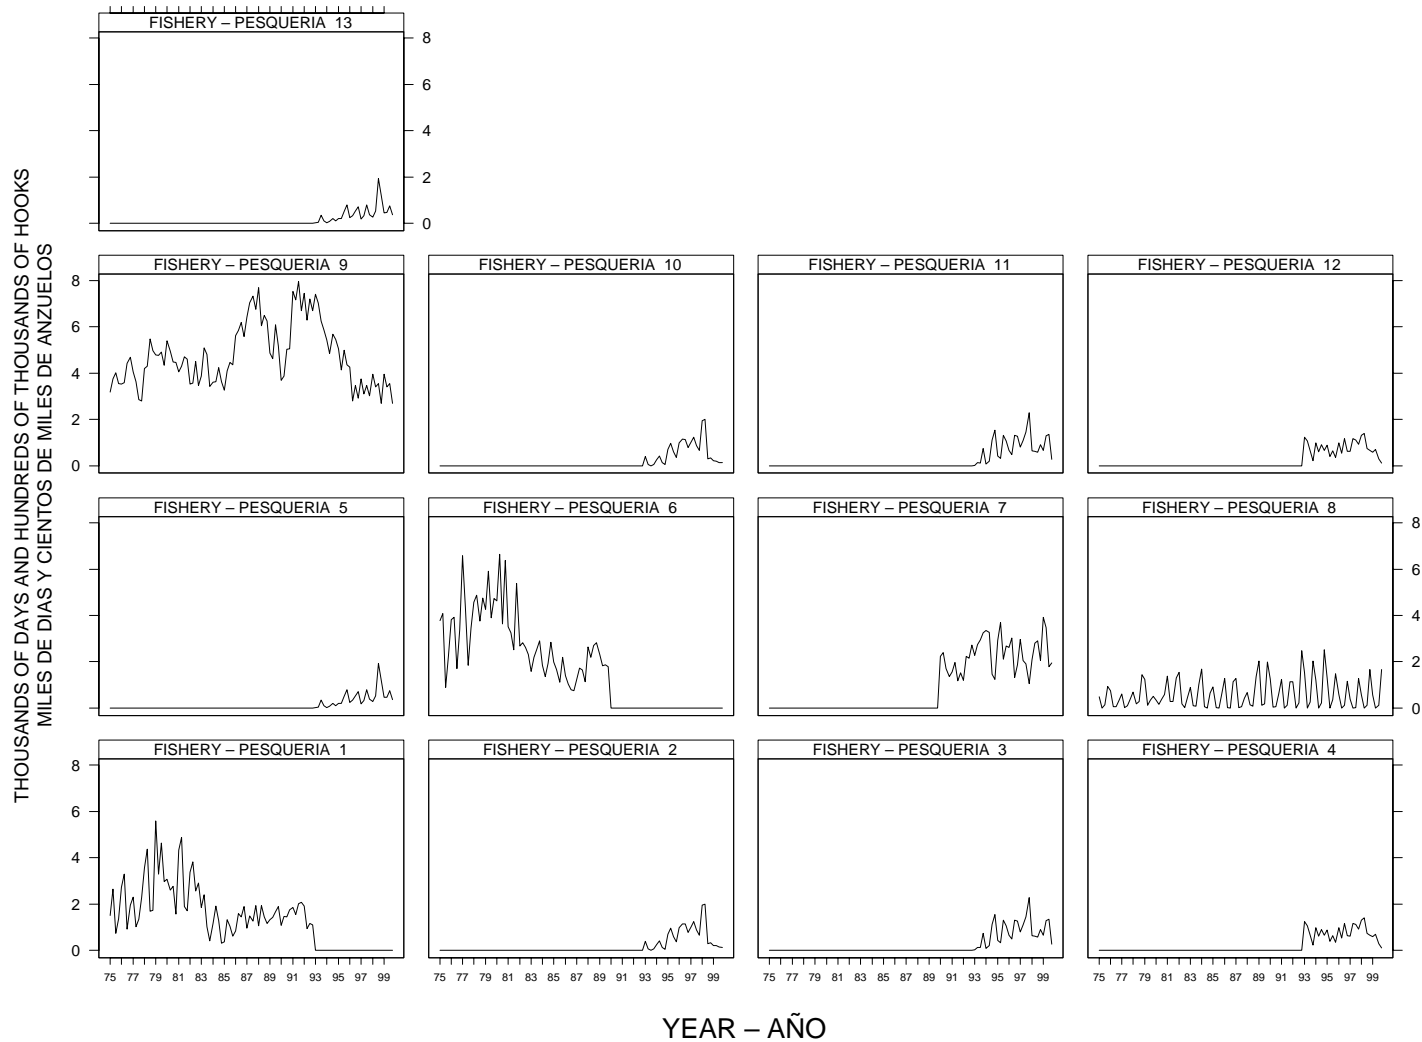 FISHERY – PESQUERIA 13
8
6
4
2
0
THOUSANDS OF DAYS AND HUNDREDS OF THOUSANDS OF HOOKS
MILES DE DIAS Y CIENTOS DE MILES DE ANZUELOS
FISHERY – PESQUERIA 9
FISHERY – PESQUERIA 10
FISHERY – PESQUERIA 11
FISHERY – PESQUERIA 12
8
6
4
2
0
FISHERY – PESQUERIA 5
FISHERY – PESQUERIA 6
FISHERY – PESQUERIA 7
FISHERY – PESQUERIA 8
8
6
4
2
0
FISHERY – PESQUERIA 1
FISHERY – PESQUERIA 2
FISHERY – PESQUERIA 3
FISHERY – PESQUERIA 4
8
6
4
2
0
75 77 79 81 83 85 87 89 91 93 95 97 99
75 77 79 81 83 85 87 89 91 93 95 97 99
75 77 79 81 83 85 87 89 91 93 95 97 99
75 77 79 81 83 85 87 89 91 93 95 97 99
YEAR – AÑO